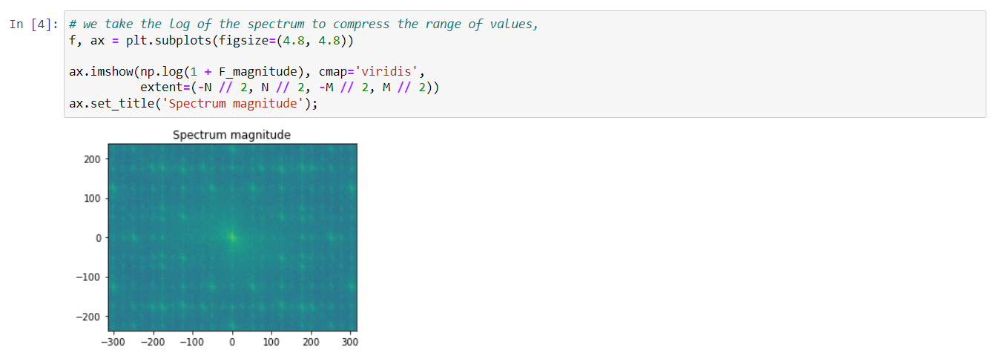 In [4]: # we take the log of the spectrum to compress the range of values,
f, ax = plt.subplots(figsize=(4.8, 4.8))
ax.imshow(np.log(1 + F_magnitude), cmap='viridis',
extent=(-N // 2, N // 2, -M // 2, M // 2))
ax.set_title('Spectrum magnitude');
Spectrum magnitude
200
100
0
−100
−200
−300 −200 −100 0 100 200 300